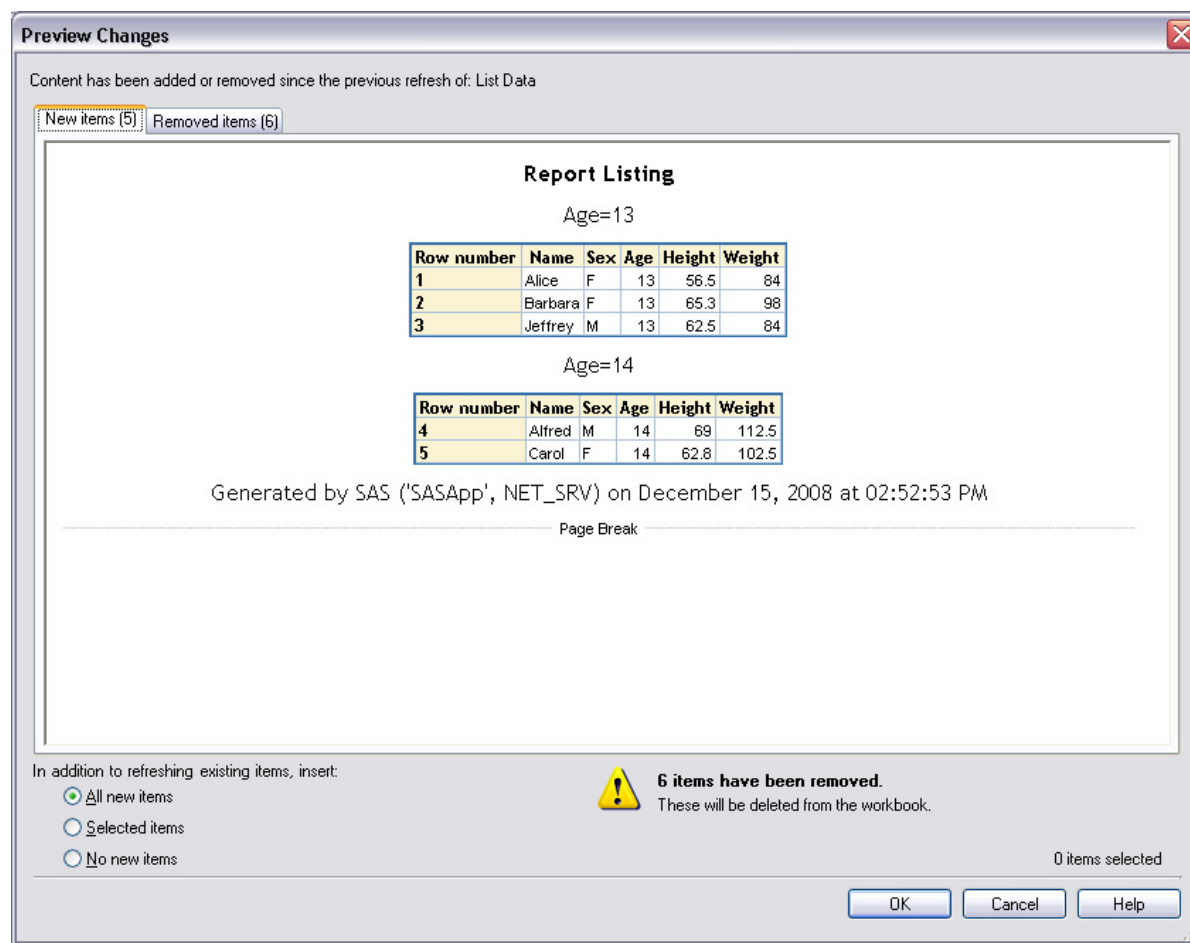 Preview Changes
Content has been added or removed since the previous refresh of: List Data
New items (5) Removed items (6)
Report Listing
Age=13
Row number Name Sex Age Height Weight
1 Alice F 13 56.5 84
2 Barbara F 13 65.3 98
3 Jeffrey M 13 62.5 84
Age=14
Row number Name Sex Age Height Weight
4 Alfred M 14 69 112.5
5 Carol F 14 62.8 102.5
Generated by SAS ('SASApp', NET_SRV) on December 15, 2008 at 02:52:53 PM
Page Break
In addition to refreshing existing items, insert:
All new items
Selected items
No new items
6 items have been removed.
These will be deleted from the workbook.
0 items selected
OK Cancel Help